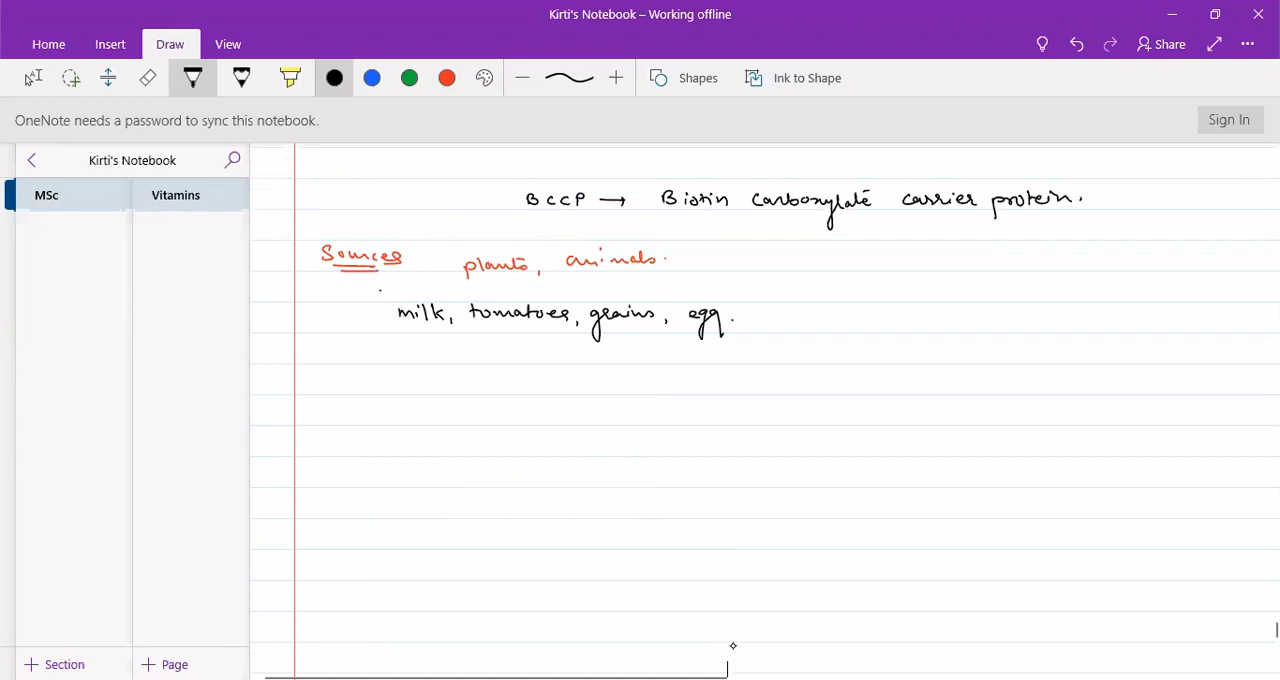 Kirti's Notebook – Working offline
Home Insert Draw View Share
Shapes Ink to Shape
OneNote needs a password to sync this notebook. Sign In
Kirti's Notebook
MSc Vitamins
BCCP → Biotin Carboxylate carrier protein.
Sources plants, animals.
milk, tomatoes, grains, egg.
+ Section + Page